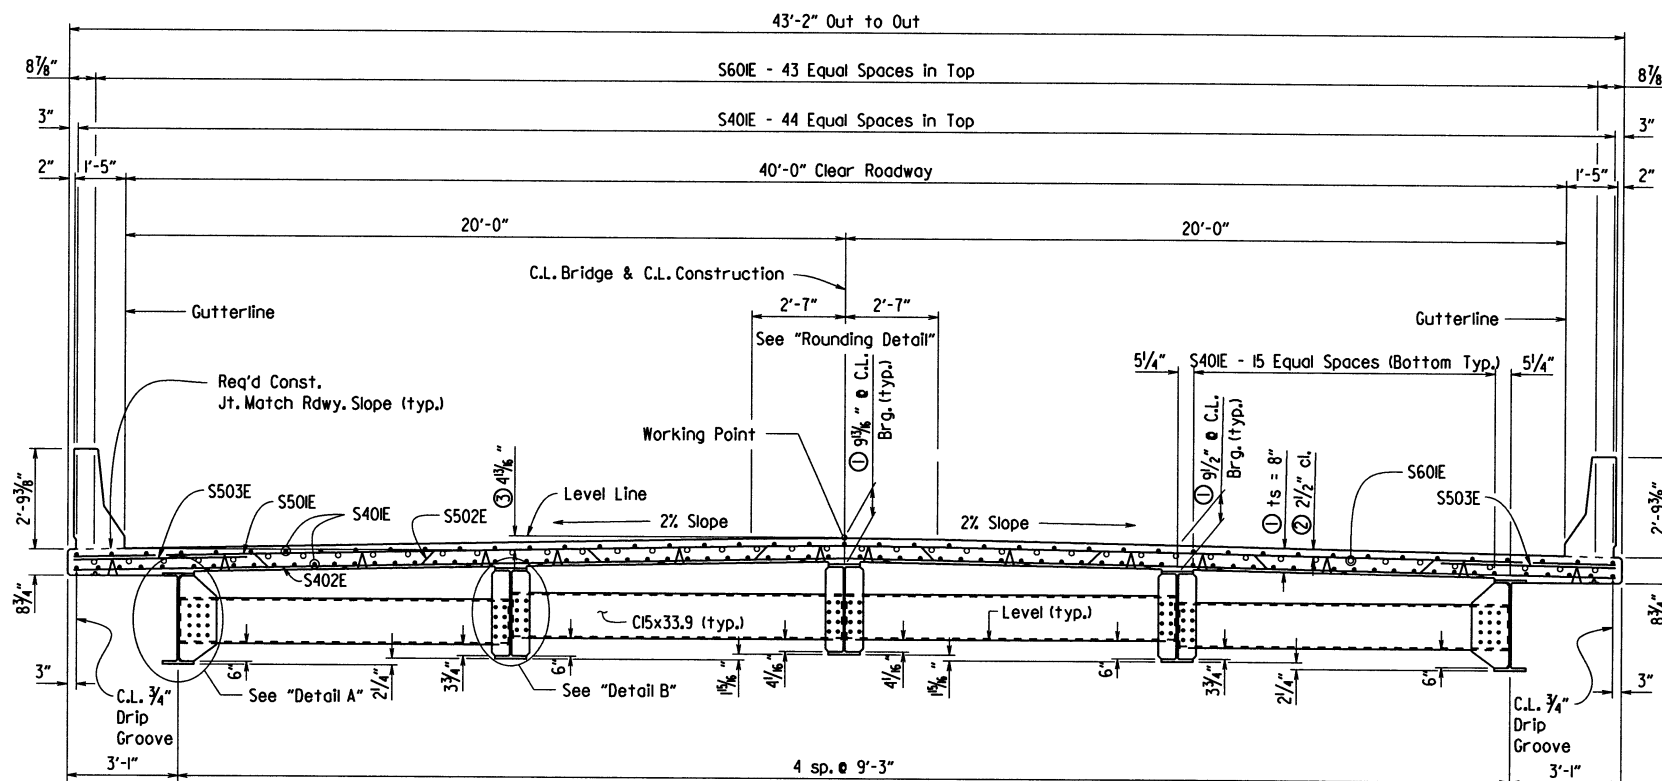 43'-2" Out to Out
8⅞"
S601E - 43 Equal Spaces in Top
8⅞"
3"
S401E - 44 Equal Spaces in Top
3"
2"
1'-5"
40'-0" Clear Roadway
1'-5"
2"
20'-0"
20'-0"
C.L. Bridge & C.L. Construction
2'-7"
2'-7"
Gutterline
Gutterline
See "Rounding Detail"
5¼"
S401E - 15 Equal Spaces (Bottom Typ.)
5¼"
Req'd Const.
Jt. Match Rdwy. Slope (typ.)
① 9¹³⁄₁₆" @ C.L.
Brg. (typ.)
① 9½" @ C.L.
Brg. (typ.)
① ts = 8"
② 2½" cl.
Working Point
③ 4¹³⁄₁₆"
Level Line
2'-9⅜"
S503E
S501E
S401E
S502E
2% Slope
2% Slope
S601E
S503E
2'-9⅜"
S402E
8¾"
C15x33.9 (typ.)
Level (typ.)
8¾"
6"
2¼"
3¾"
6"
1⁵⁄₁₆"
4¹⁄₁₆"
4¹⁄₁₆"
1⁵⁄₁₆"
6"
3¾"
2¼"
6"
3"
C.L. ¾"
Drip
Groove
See "Detail A"
See "Detail B"
C.L. ¾"
Drip
Groove
3"
3'-1"
4 sp. @ 9'-3"
3'-1"